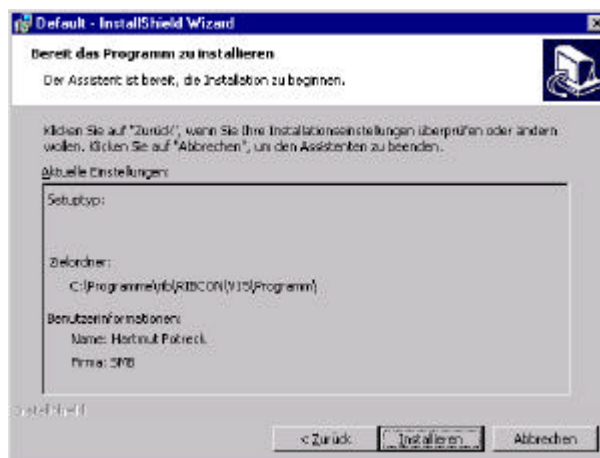 Default - InstallShield Wizard
Bereit das Programm zu installieren
Der Assistent ist bereit, die Installation zu beginnen.
Klicken Sie auf "Zurück", wenn Sie Ihre Installationseinstellungen überprüfen oder ändern
wollen. Klicken Sie auf "Abbrechen", um den Assistenten zu beenden.
Aktuelle Einstellungen:
Setuptyp:
Zielordner:
C:\Programme\rib\RIBCON\V15\Programm\
Benutzerinformationen:
Name: Hartmut Potreck
Firma: SMB
InstallShield
< Zurück
Installieren
Abbrechen